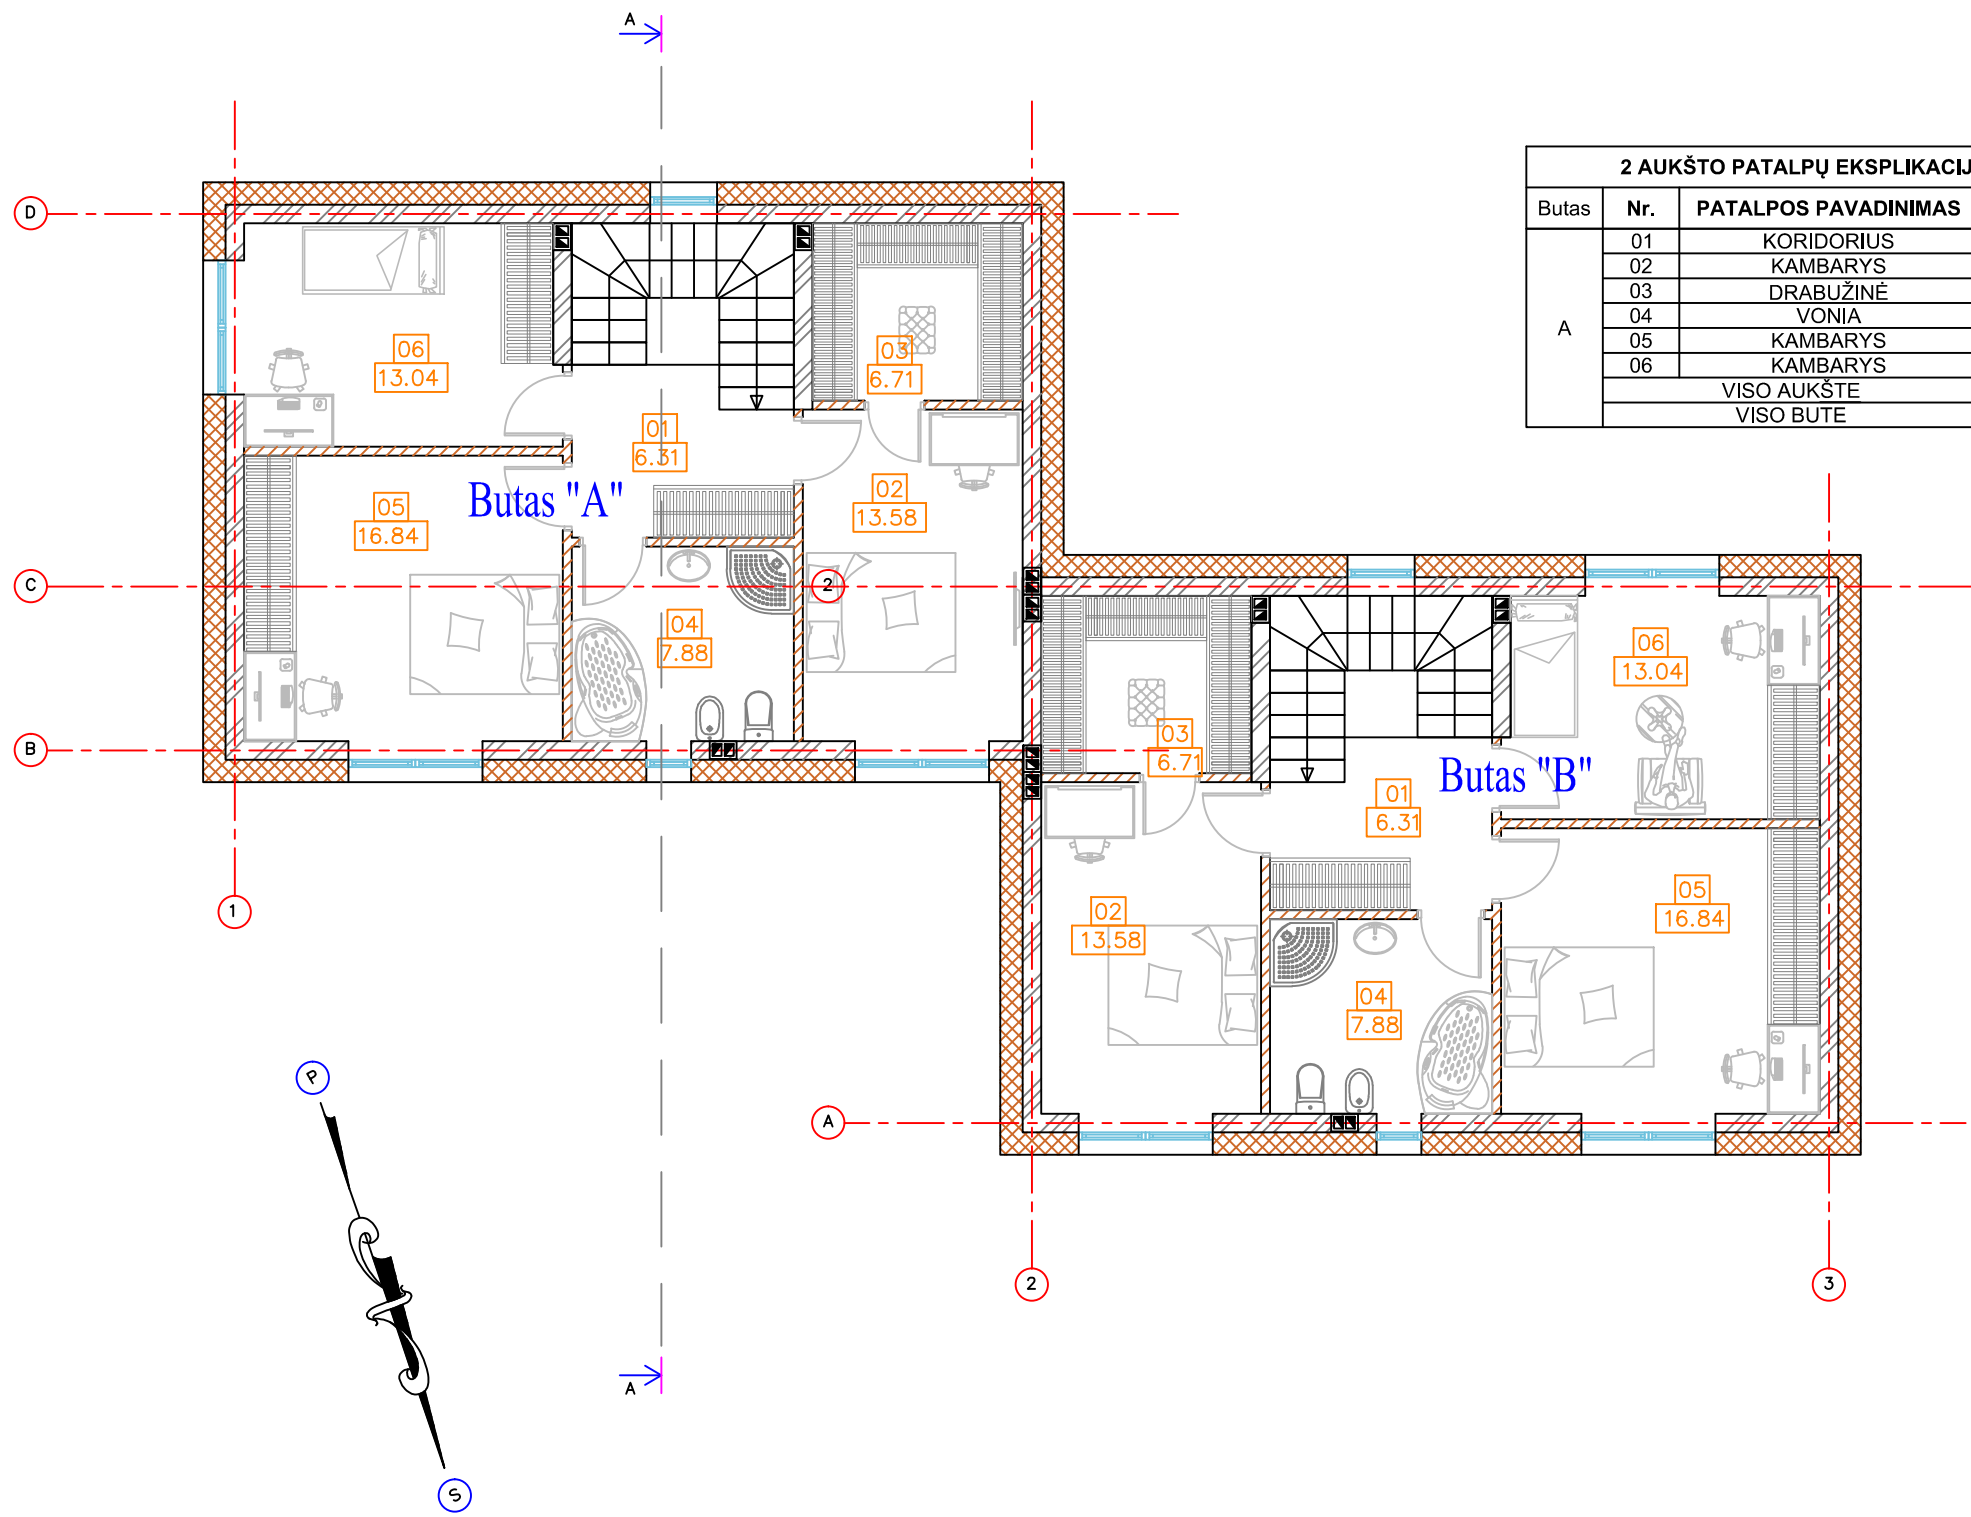 A
D
2 AUKŠTO PATALPŲ EKSPLIKACIJ
Butas Nr. PATALPOS PAVADINIMAS
01 KORIDORIUS
02 KAMBARYS
03 DRABUŽINĖ
A 04 VONIA
05 KAMBARYS
06 KAMBARYS
VISO AUKŠTE
VISO BUTE
06
13.04
03
6.71
01
6.31
02
13.58
05
16.84
Butas "A"
C
2
04
7.88
B
06
13.04
03
6.71
Butas "B"
01
6.31
05
16.84
02
13.58
04
7.88
1
A
P
2
3
A
S